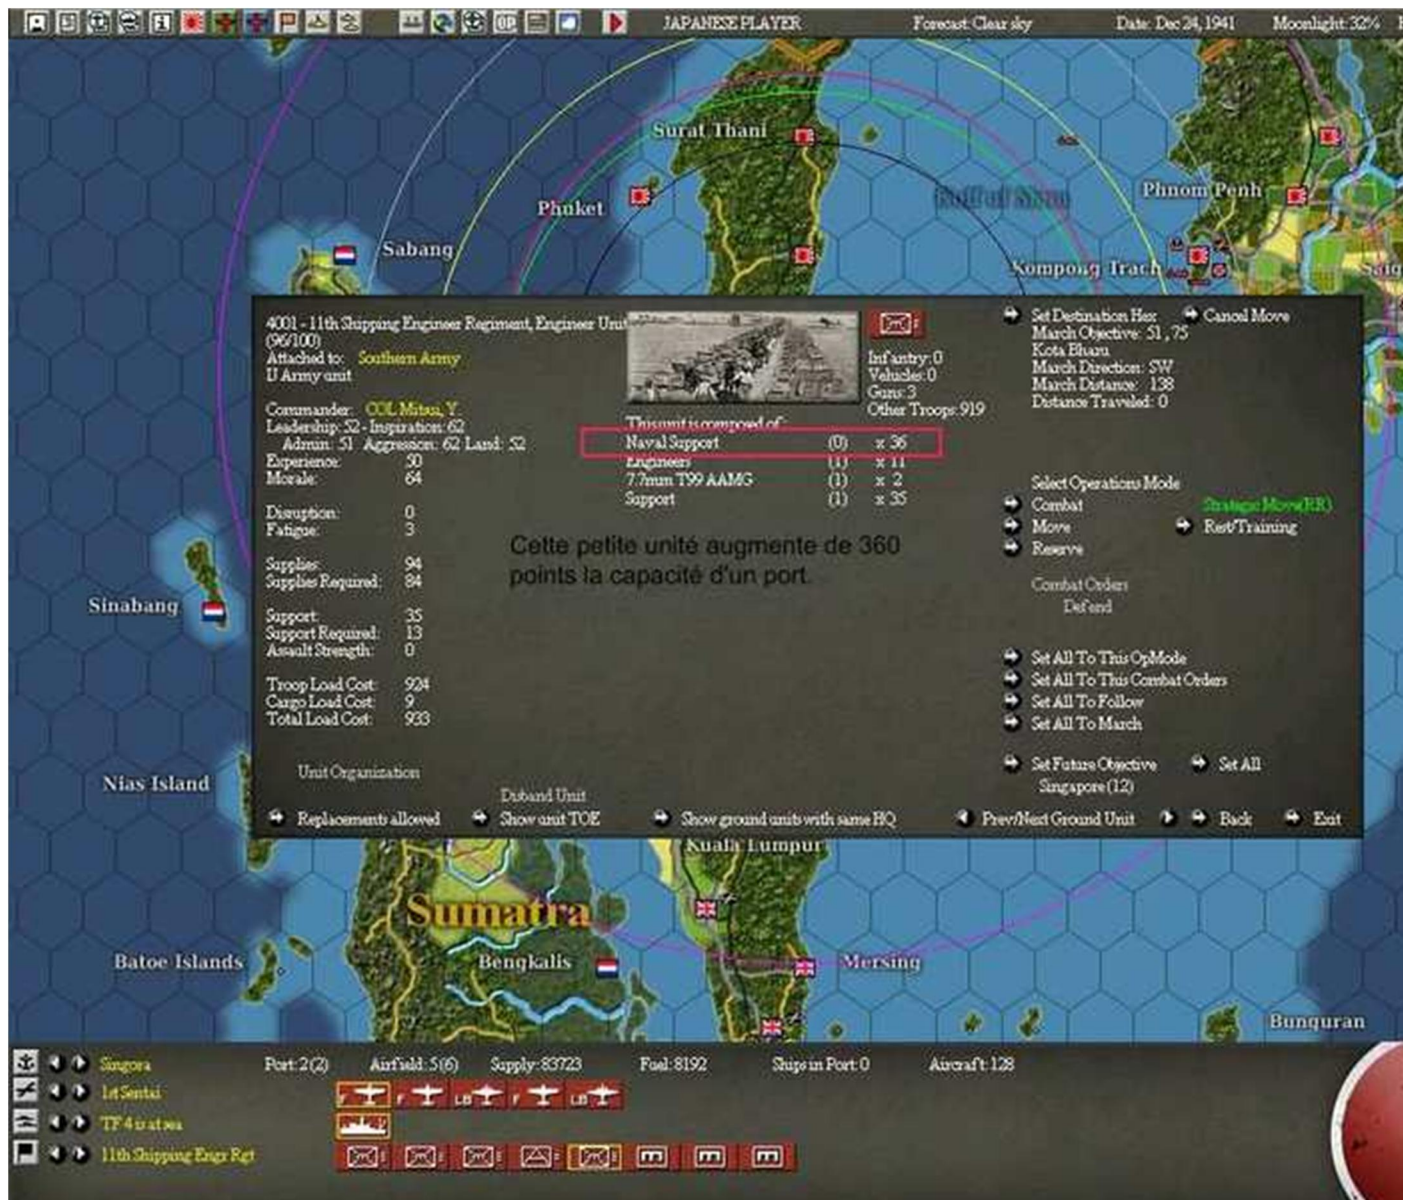 JAPANESE PLAYER Forecast: Clear sky Date: Dec 24, 1941 Moonlight: 32%
Surat Thani
Phuket
Phnom Penh
Sabang
Kompong Trach
4001 - 11th Shipping Engineer Regiment, Engineer Unit
(96/100)
Attached to: Southern Army
IJ Army unit
Commander: COL Mitsui, Y.
Leadership: 52 - Inspiration: 62
Admin: 51 Aggression: 62 Land: 52
Experience: 50
Morale: 64
Disruption: 0
Fatigue: 3
Supplies: 94
Supplies Required: 84
Support: 35
Support Required: 13
Assault Strength: 0
Troop Load Cost: 924
Cargo Load Cost: 9
Total Load Cost: 933
Unit Organization
Infantry: 0
Vehicles: 0
Guns: 3
Other Troops: 919
This unit is composed of:
Naval Support (0) x 36
Engineers (1) x 11
7.7mm T99 AAMG (1) x 2
Support (1) x 35
Cette petite unité augmente de 360
points la capacité d'un port.
Set Destination Hex Cancel Move
March Objective: 51, 75
Kota Bharu
March Direction: SW
March Distance: 138
Distance Traveled: 0
Select Operations Mode
Combat Strategic Move(RR)
Move Rest/Training
Reserve
Combat Orders
Defend
Set All To This OpMode
Set All To This Combat Orders
Set All To Follow
Set All To March
Set Future Objective Set All
Singapore (12)
Disband Unit
Replacements allowed Show unit TOE Show ground units with same HQ Prev/Next Ground Unit Back Exit
Sinabang
Nias Island
Kuala Lumpur
Sumatra
Batoe Islands
Bengkalis
Mersing
Bunguran
Singora Port: 2(2) Airfield: 5(6) Supply: 83723 Fuel: 8192 Ships in Port: 0 Aircraft: 128
1st Sentai F F LB F LB
TF 4 is at sea
11th Shipping Engr Rgt